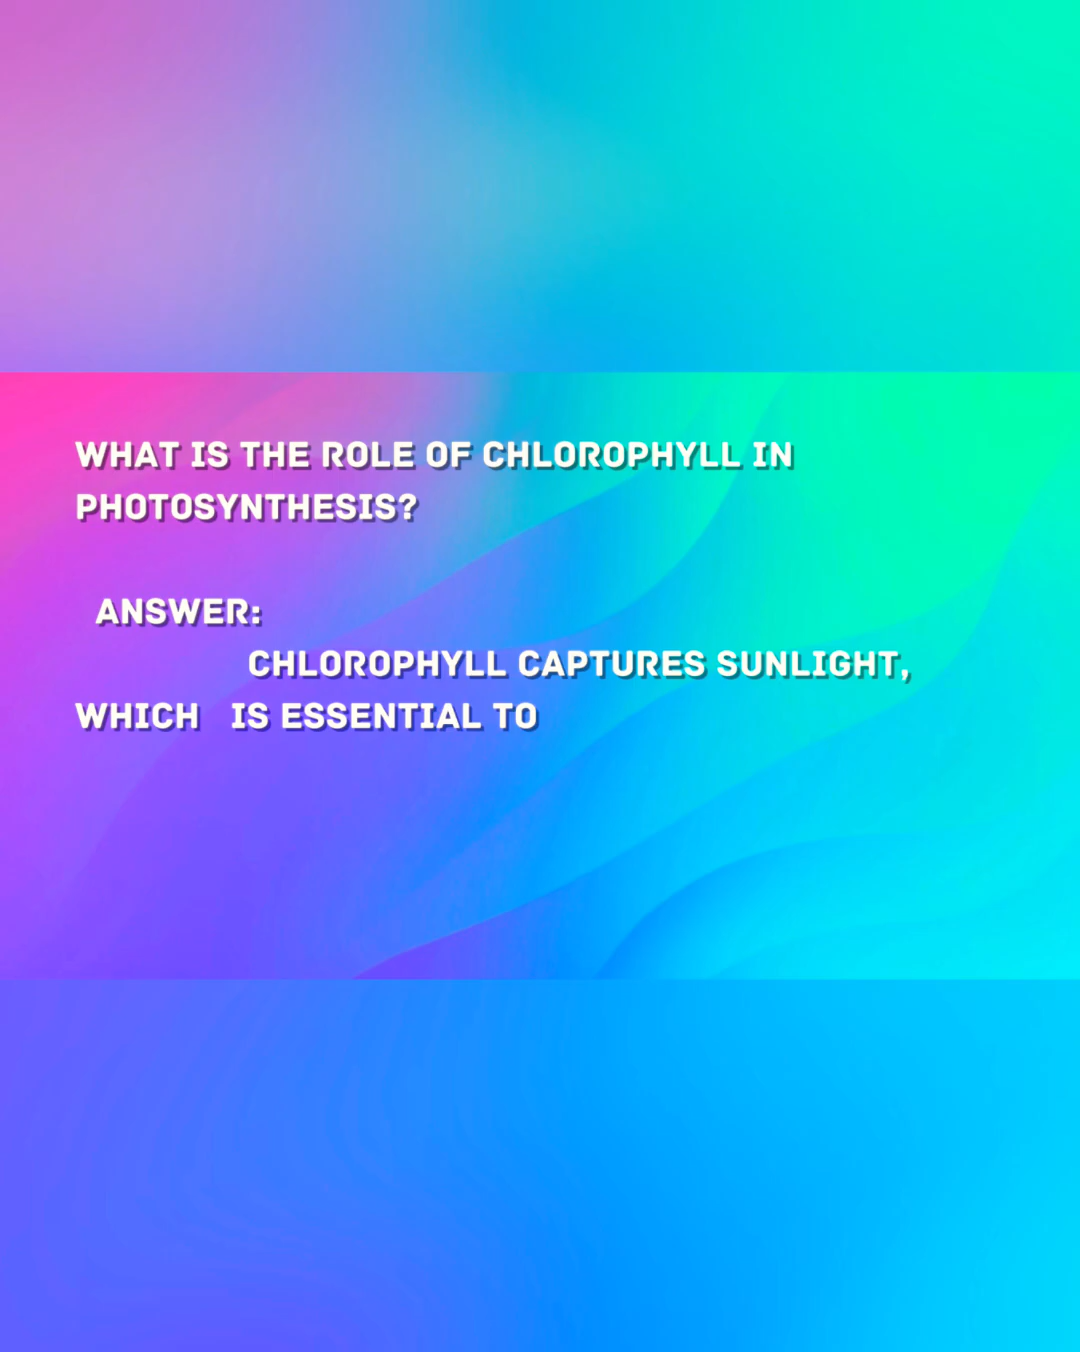 WHAT IS THE ROLE OF CHLOROPHYLL IN
PHOTOSYNTHESIS?
ANSWER:
CHLOROPHYLL CAPTURES SUNLIGHT,
WHICH IS ESSENTIAL TO